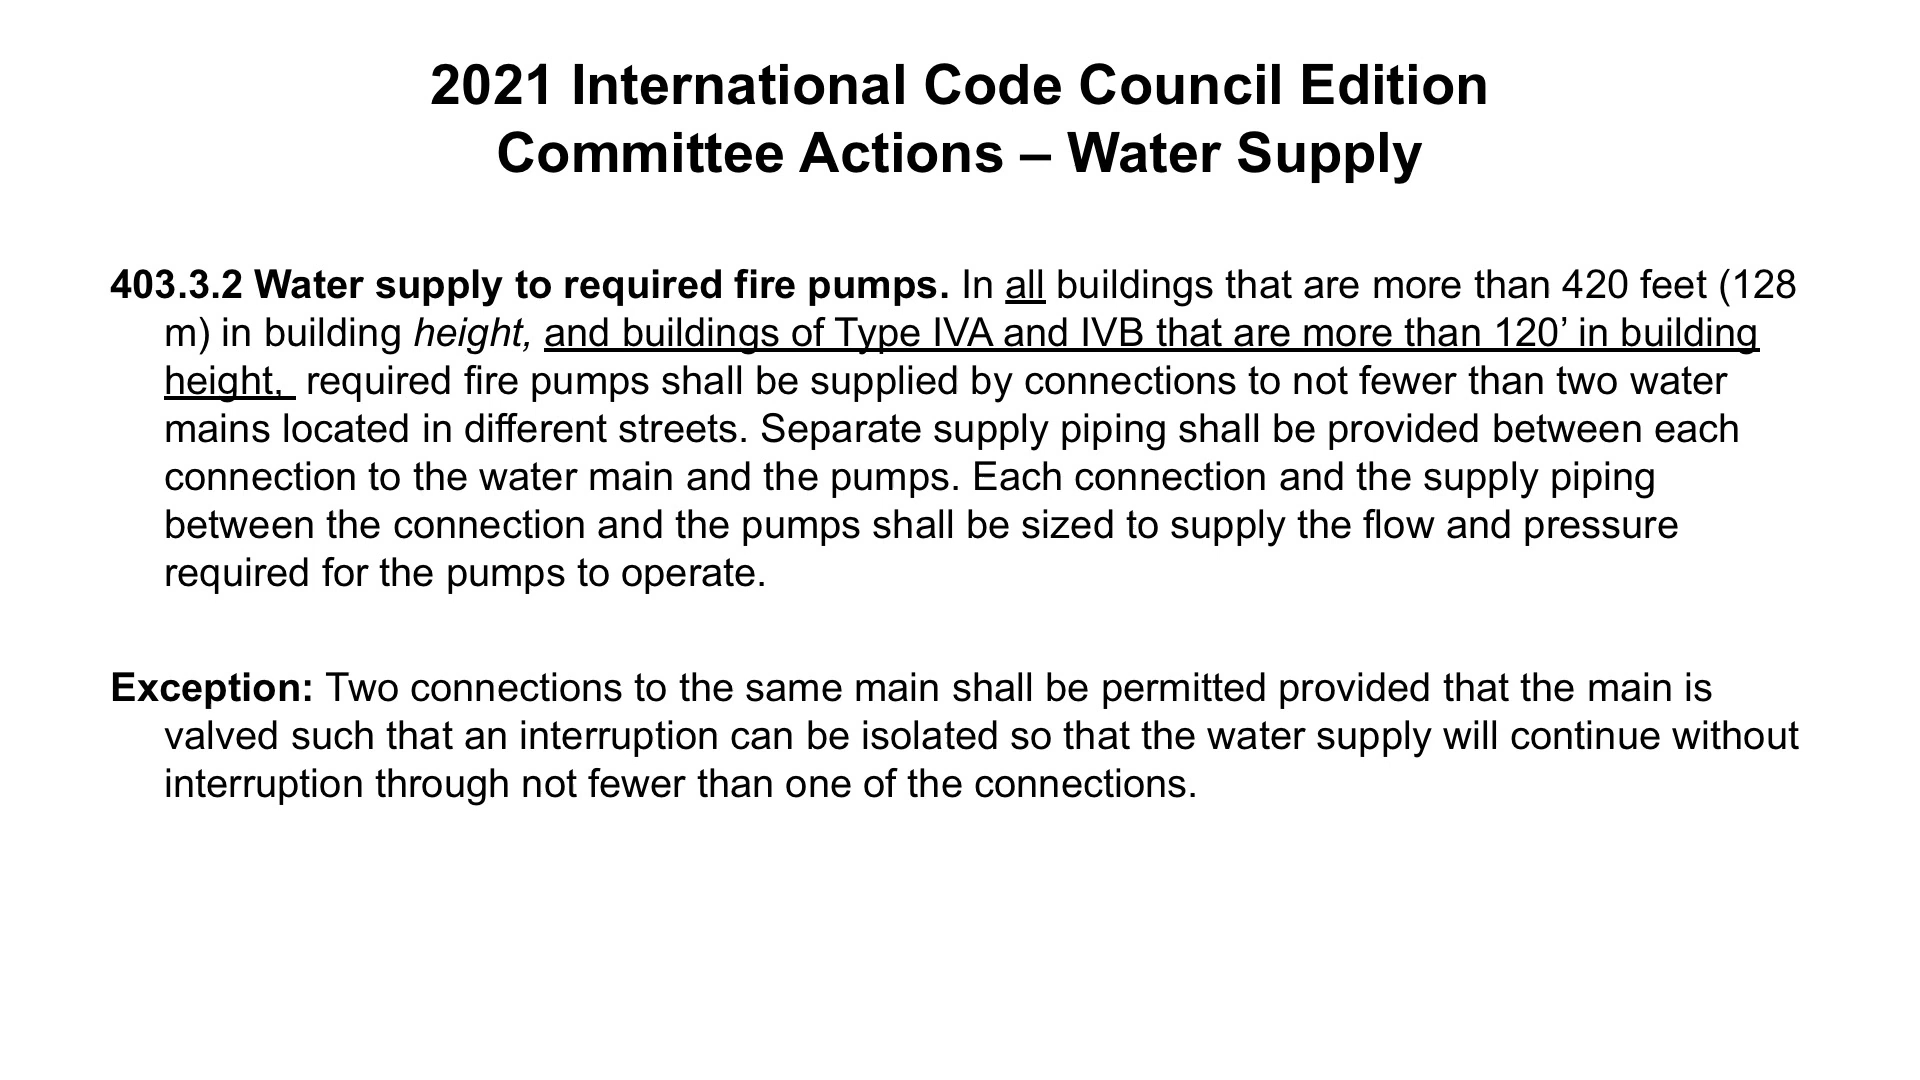 2021 International Code Council Edition
Committee Actions – Water Supply
403.3.2 Water supply to required fire pumps. In all buildings that are more than 420 feet (128
m) in building height, and buildings of Type IVA and IVB that are more than 120’ in building
height,  required fire pumps shall be supplied by connections to not fewer than two water
mains located in different streets. Separate supply piping shall be provided between each
connection to the water main and the pumps. Each connection and the supply piping
between the connection and the pumps shall be sized to supply the flow and pressure
required for the pumps to operate.
Exception: Two connections to the same main shall be permitted provided that the main is
valved such that an interruption can be isolated so that the water supply will continue without
interruption through not fewer than one of the connections.